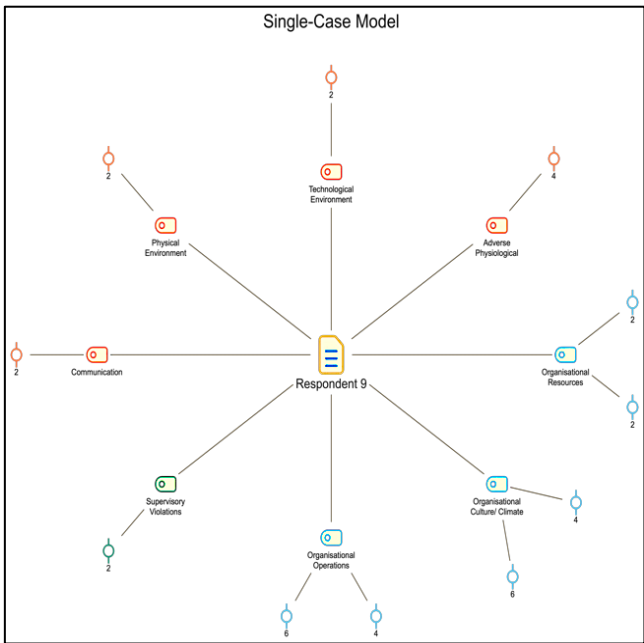 Single-Case Model
2
Technological
Environment
2
4
Physical
Environment
Adverse
Physiological
2
Organisational
Resources
2
2
Communication
Respondent 9
Supervisory
Violations
Organisational
Culture/ Climate
4
2
Organisational
Operations
6
6
4